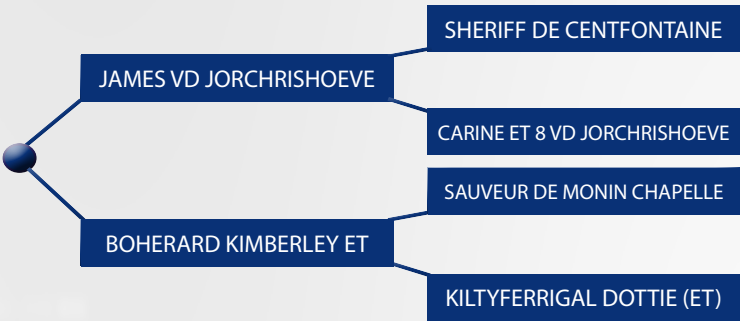 SHERIFF DE CENTFONTAINE
JAMES VD JORCHRISHOEVE
CARINE ET 8 VD JORCHRISHOEVE
SAUVEUR DE MONIN CHAPELLE
BOHERARD KIMBERLEY ET
KILTYFERRIGAL DOTTIE (ET)